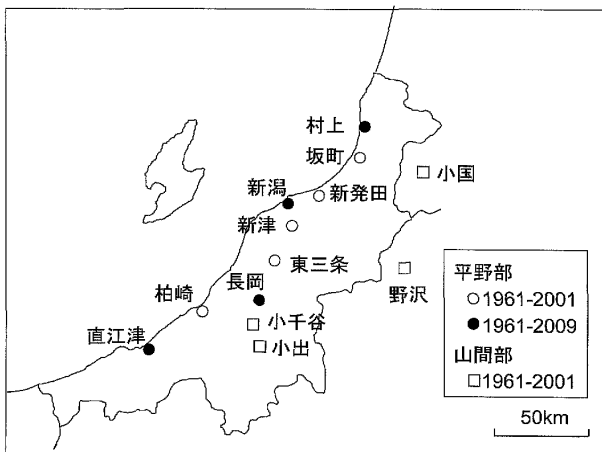 村上
坂町
小国
新潟
新発田
新津
東三条
野沢
柏崎
長岡
小千谷
小出
直江津
平野部
○1961-2001
●1961-2009
山間部
□1961-2001
50km